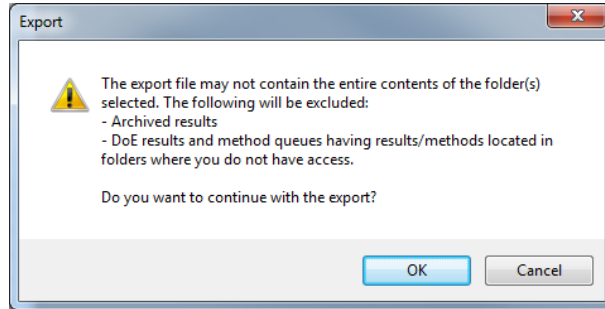 Export
The export file may not contain the entire contents of the folder(s)
selected. The following will be excluded:
- Archived results
- DoE results and method queues having results/methods located in
folders where you do not have access.
Do you want to continue with the export?
OK
Cancel